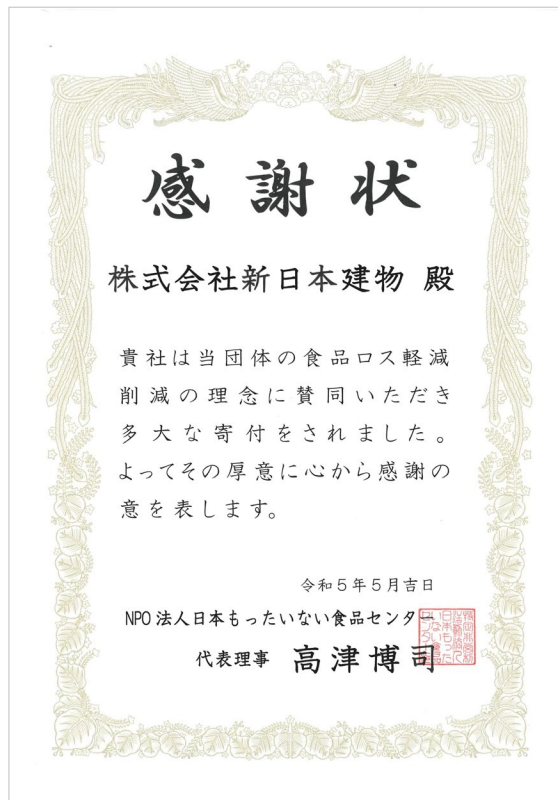 感謝状
株式会社新日本建物 殿
貴社は当団体の食品ロス軽減
削減の理念に賛同いただき
多大な寄付をされました。
よってその厚意に心から感謝の
意を表します。
令和5年5月吉日
NPO法人日本もったいない食品センター
代表理事 高津博司